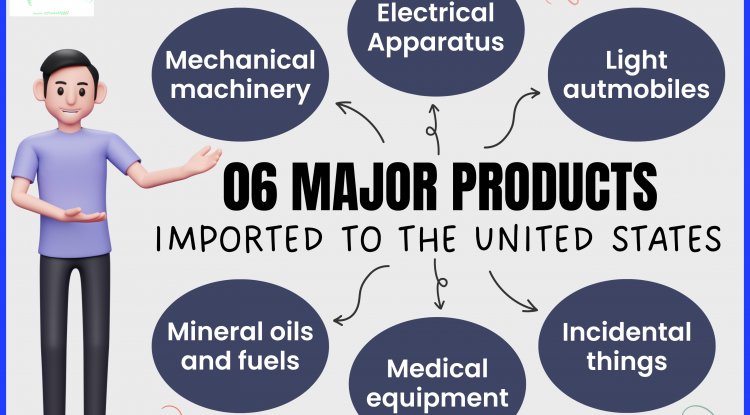 Electrical
Apparatus
Mechanical
machinery
Light
autmobiles
06 MAJOR PRODUCTS
IMPORTED TO THE UNITED STATES
Mineral oils
and fuels
Medical
equipment
Incidental
things